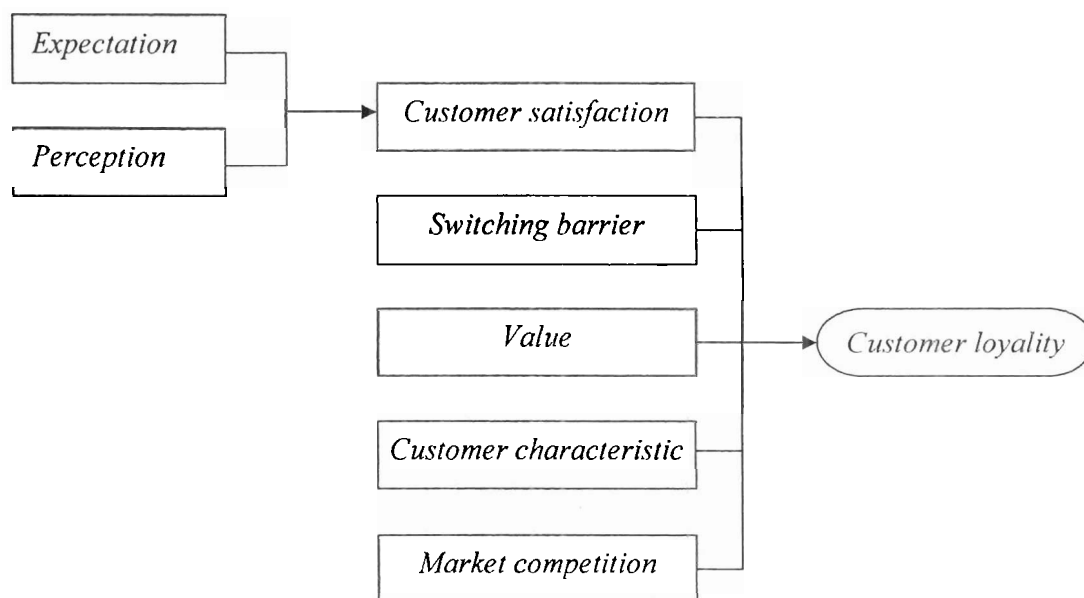 Expectation
Perception
Customer satisfaction
Switching barrier
Value
Customer characteristic
Market competition
Customer loyality